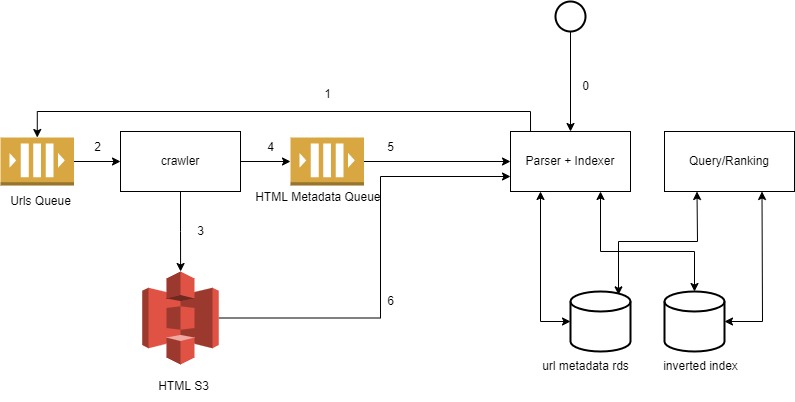 0
1
2
crawler
4
5
Parser + Indexer
Query/Ranking
Urls Queue
HTML Metadata Queue
3
6
url metadata rds
inverted index
HTML S3